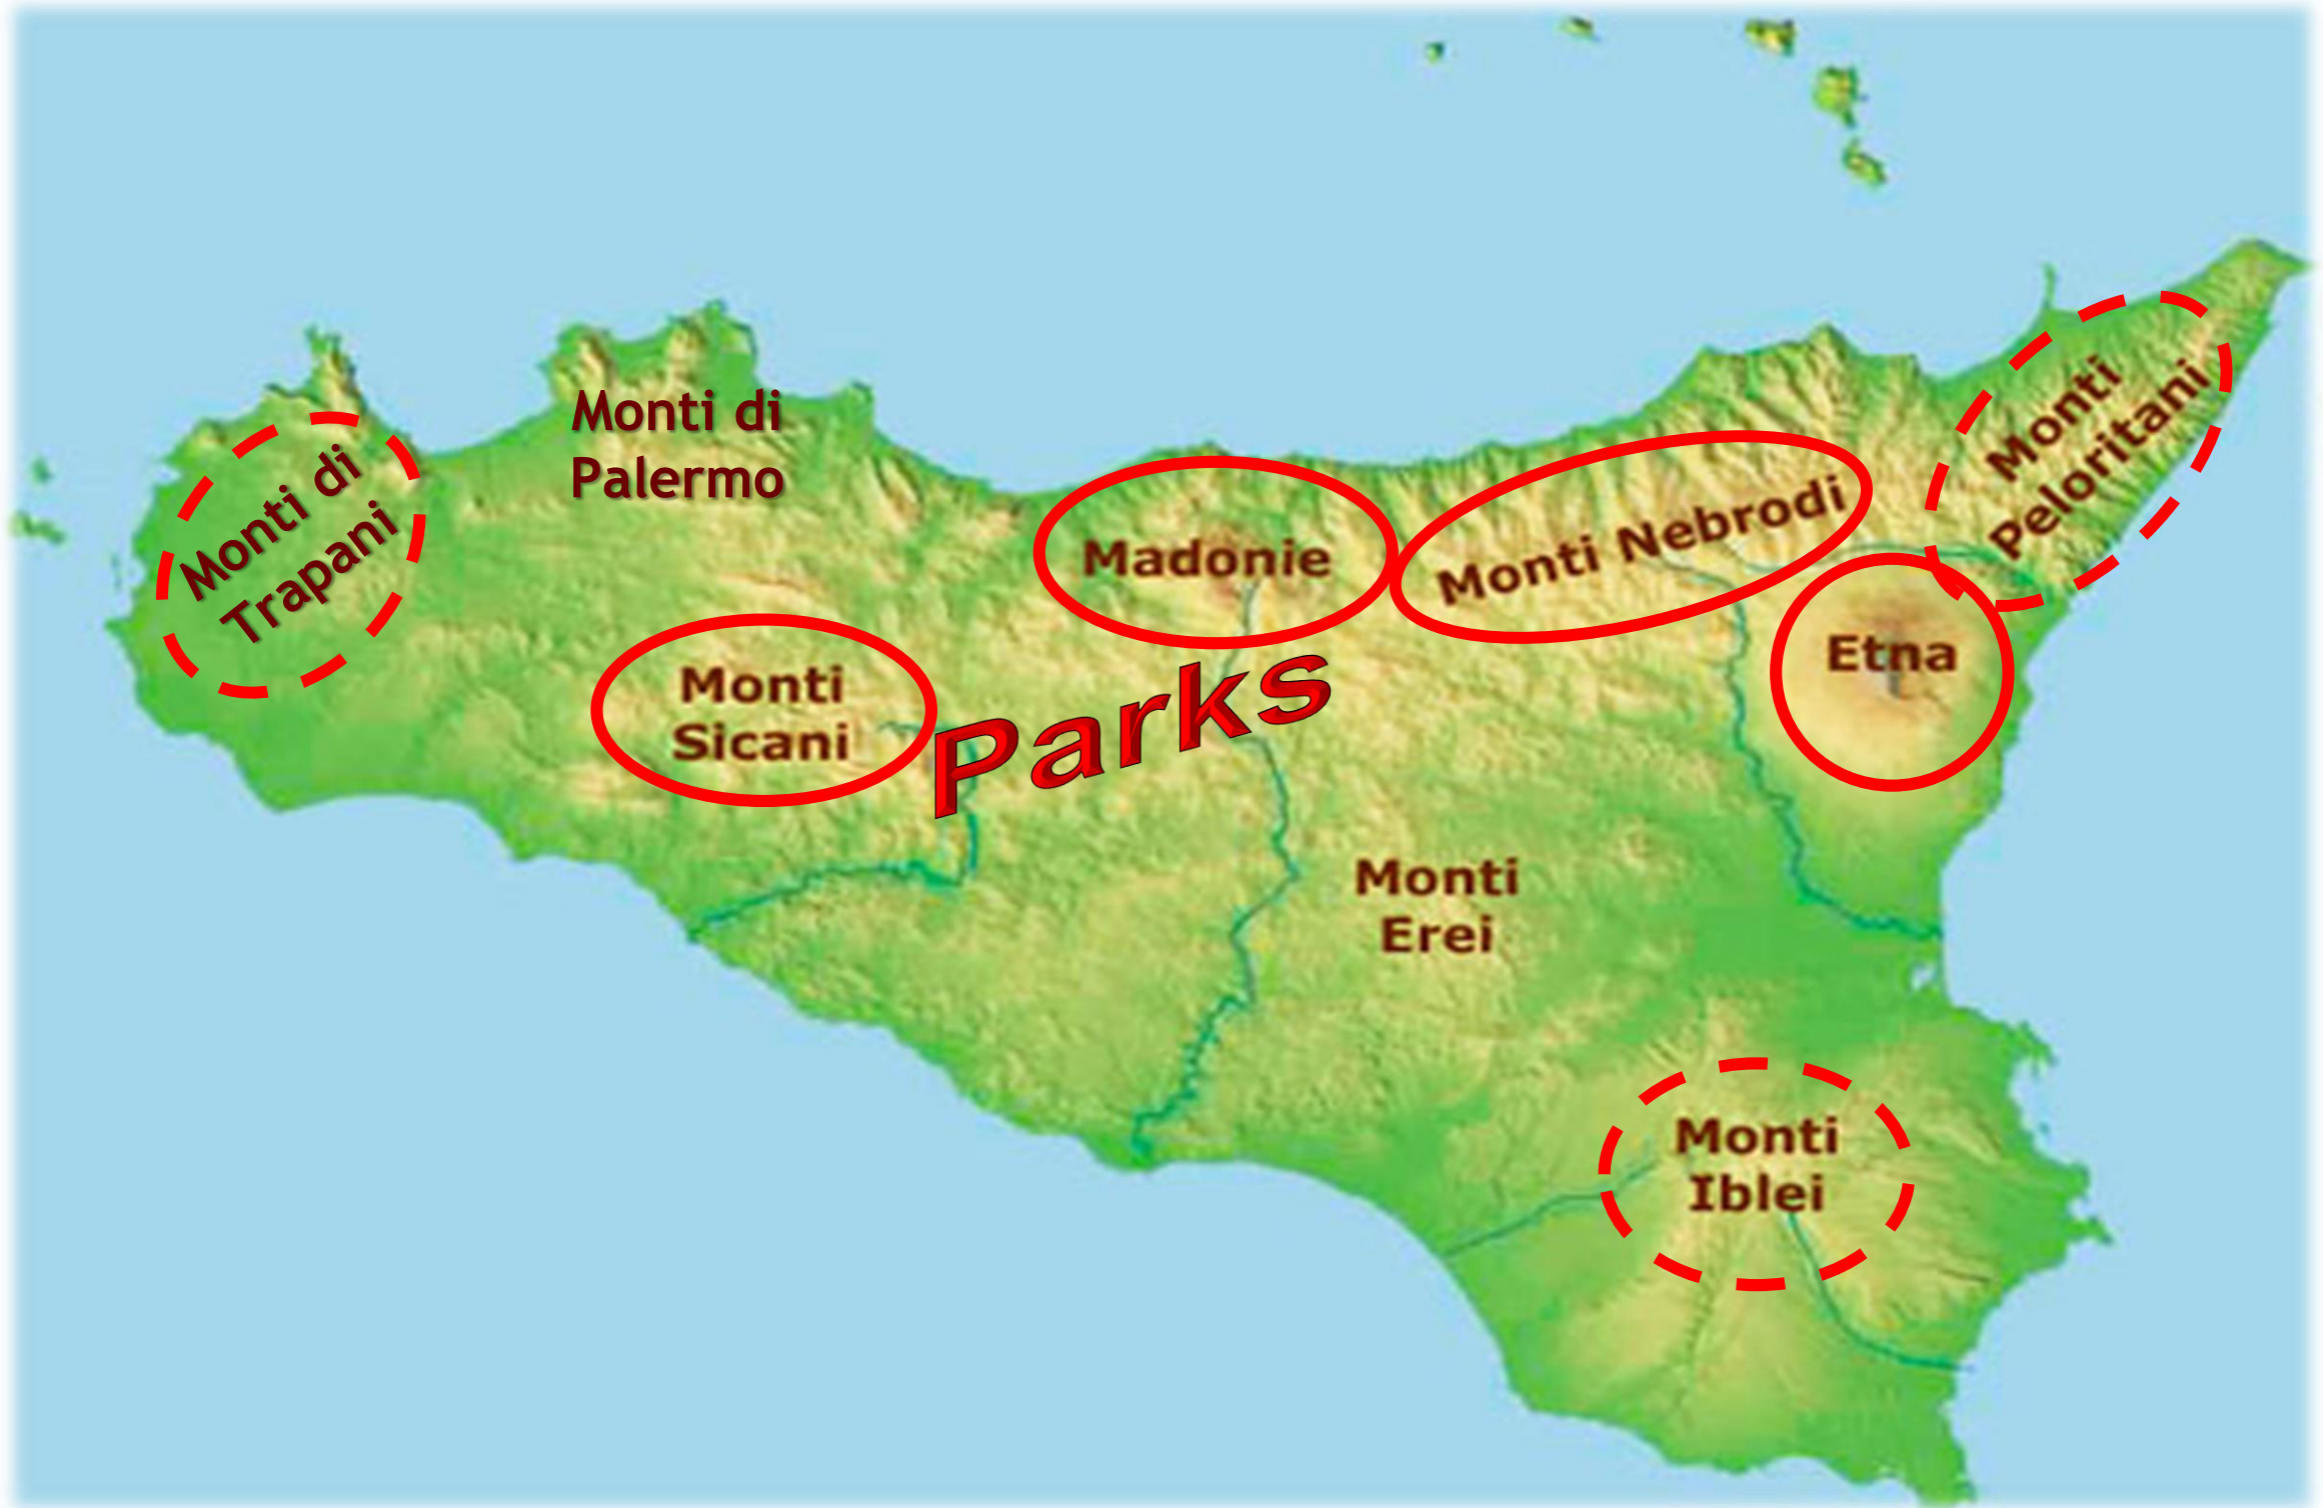 Monti di
Palermo
Monti di
Trapani
Monti
Peloritani
Madonie
Monti Nebrodi
Etna
Monti
Sicani
Parks
Monti
Erei
Monti
Iblei